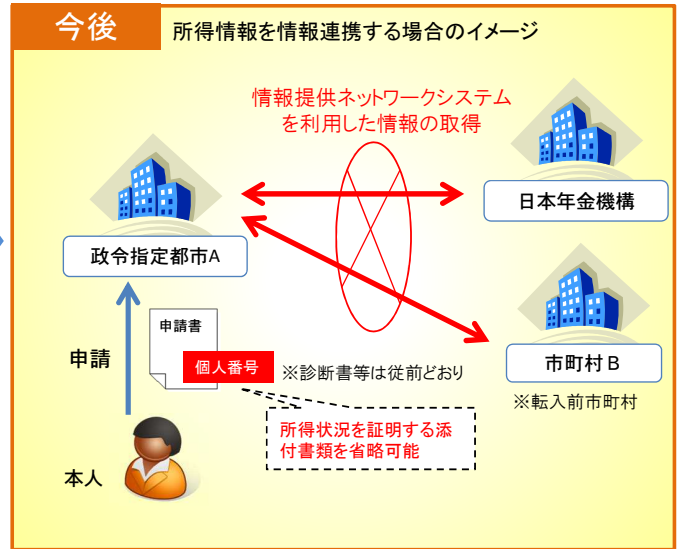 今後
所得情報を情報連携する場合のイメージ
情報提供ネットワークシステム
を利用した情報の取得
日本年金機構
政令指定都市A
申請書
申請
個人番号
※診断書等は従前どおり
市町村B
※転入前市町村
所得状況を証明する添
付書類を省略可能
本人